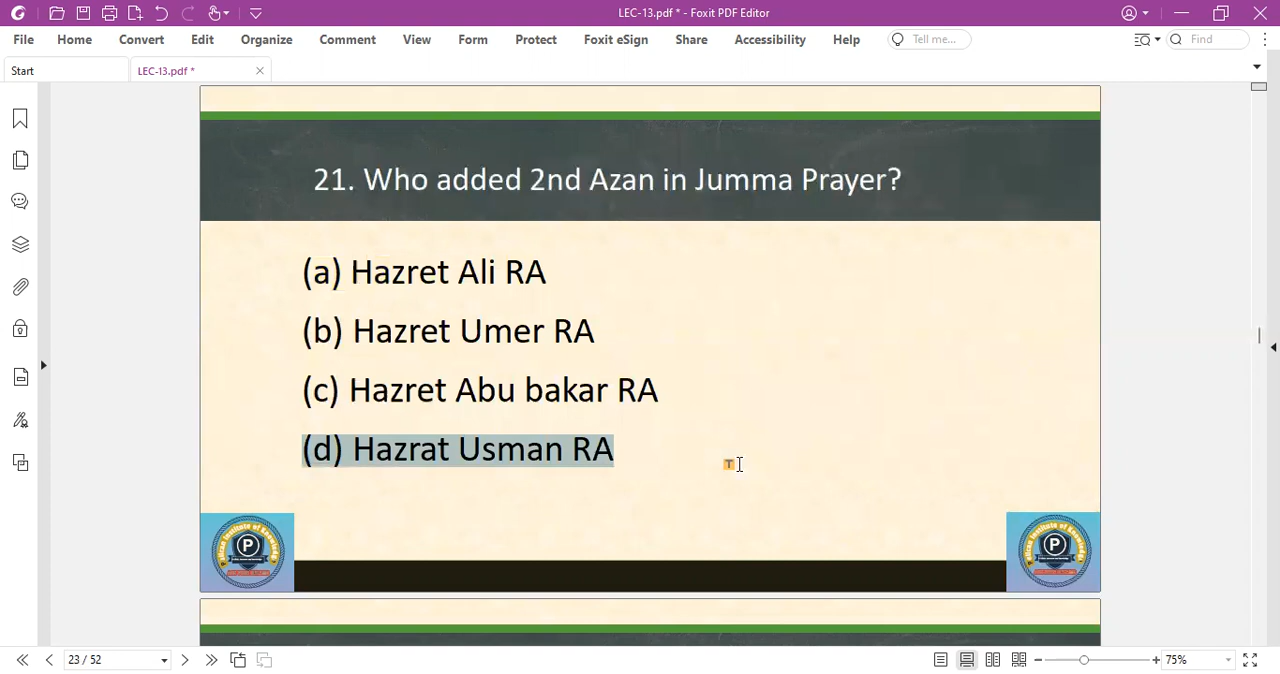 LEC-13.pdf * - Foxit PDF Editor
File Home Convert Edit Organize Comment View Form Protect Foxit eSign Share Accessibility Help Tell me... Find
Start LEC-13.pdf *
21. Who added 2nd Azan in Jumma Prayer?
(a) Hazret Ali RA
(b) Hazret Umer RA
(c) Hazret Abu bakar RA
(d) Hazrat Usman RA
T
P
P
23 / 52 75%